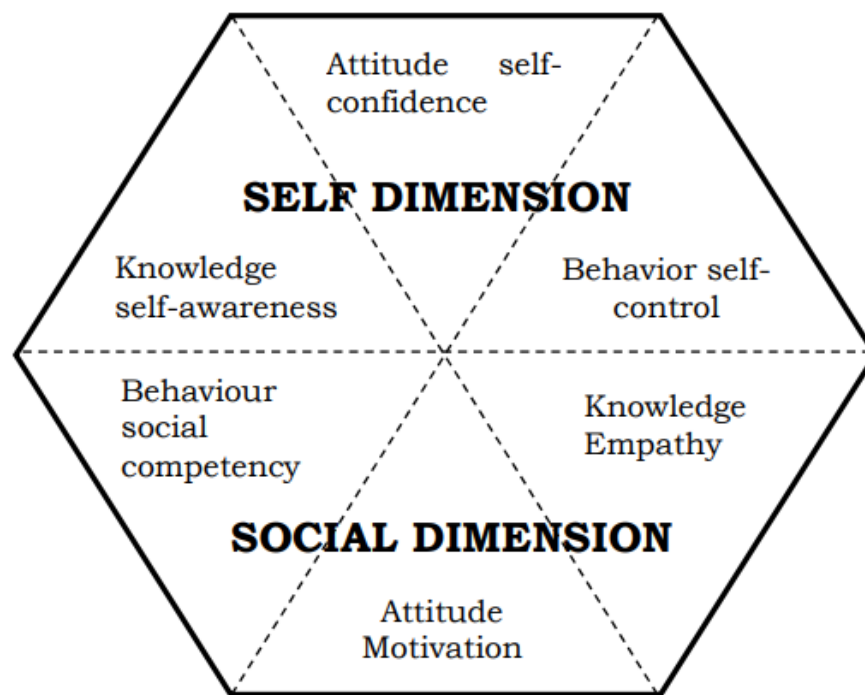 Attitude self-
confidence
SELF DIMENSION
Knowledge
self-awareness
Behavior self-
control
Behaviour
social
competency
Knowledge
Empathy
SOCIAL DIMENSION
Attitude
Motivation